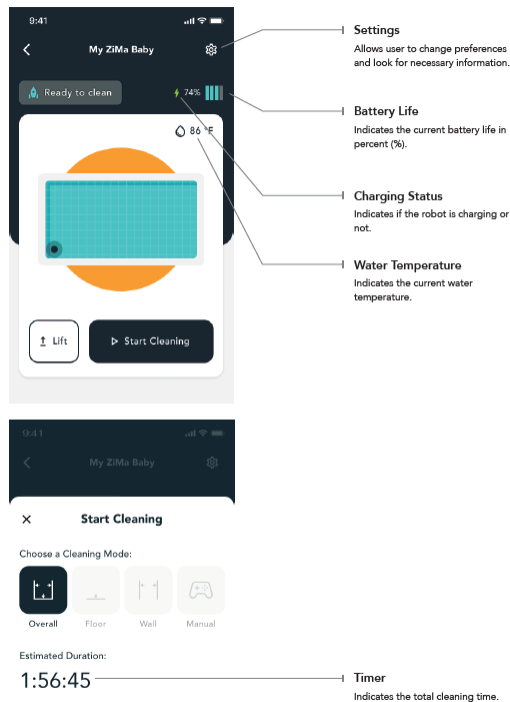 9:41
My ZiMa Baby
Ready to clean
74%
86 °F
Lift
Start Cleaning
Settings
Allows user to change preferences
and look for necessary information.
Battery Life
Indicates the current battery life in
percent (%).
Charging Status
Indicates if the robot is charging or
not.
Water Temperature
Indicates the current water
temperature.
9:41
My ZiMa Baby
Start Cleaning
Choose a Cleaning Mode:
Overall
Floor
Wall
Manual
Estimated Duration:
1:56:45
Timer
Indicates the total cleaning time.